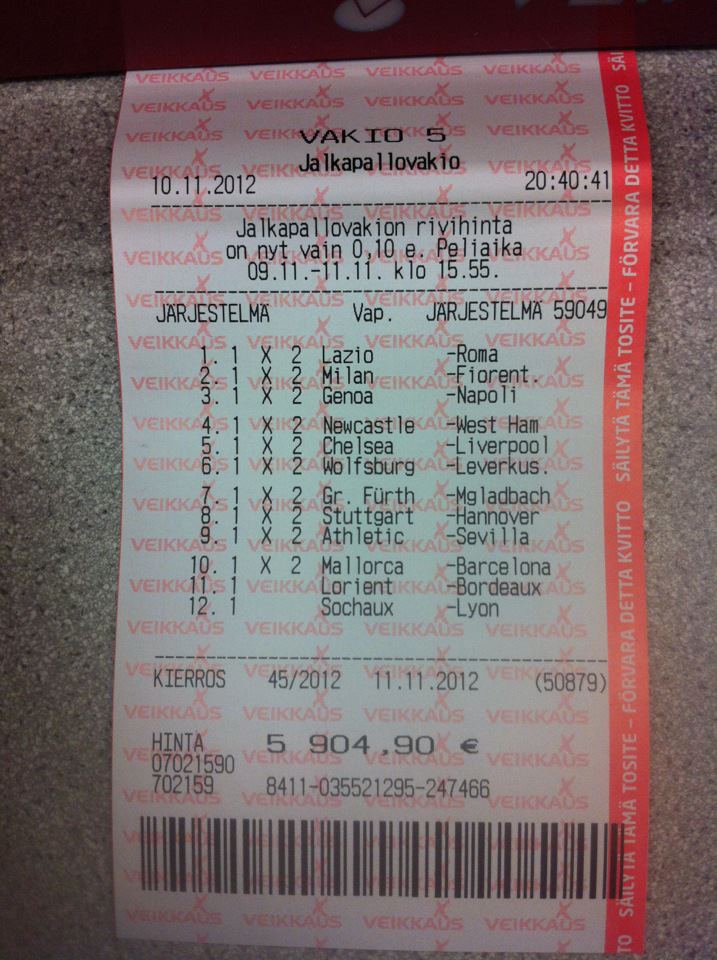 VEIKKAUS VEIKKAUS VEIKKAUS VEIKKAUS
VAKIO 5
Jalkapallovakio
10.11.2012 20:40:41
Jalkapallovakion rivihinta
on nyt vain 0,10 e. Peliaika
09.11.-11.11. klo 15.55.
JÄRJESTELMÄ Vap. JÄRJESTELMÄ 59049
1. 1 X 2 Lazio -Roma
2. 1 X 2 Milan -Fiorent.
3. 1 X 2 Genoa -Napoli
4. 1 X 2 Newcastle -West Ham
5. 1 X 2 Chelsea -Liverpool
6. 1 X 2 Wolfsburg -Leverkus.
7. 1 X 2 Gr. Fürth -Mgladbach
8. 1 X 2 Stuttgart -Hannover
9. 1 X 2 Athletic -Sevilla
10. 1 X 2 Mallorca -Barcelona
11. 1 Lorient -Bordeaux
12. 1 Sochaux -Lyon
KIERROS 45/2012 11.11.2012 (50879)
HINTA 5 904,90 €
07021590
702159 8411-035521295-247466
SÄILYTÄ TÄMÄ TOSITE – FÖRVARA DETTA KVITTO